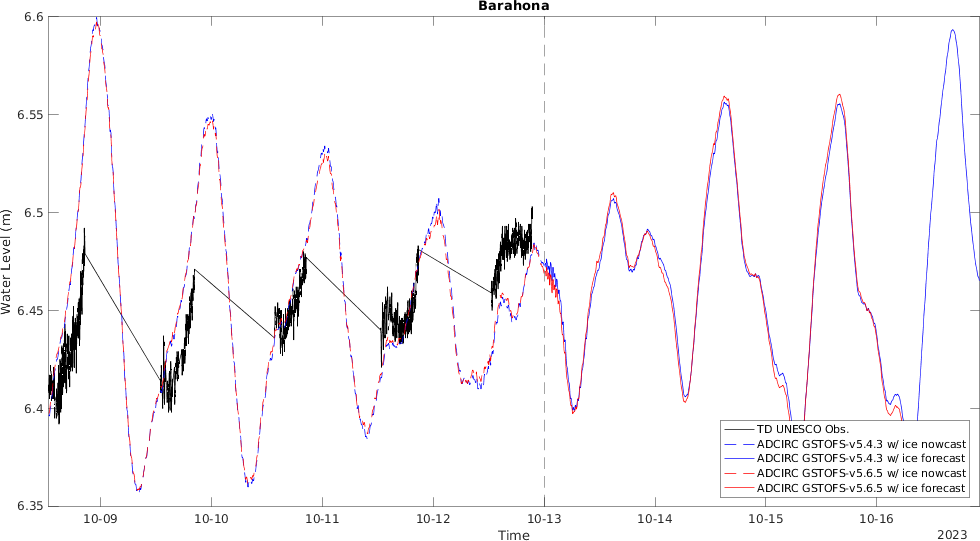 Barahona
6.6
6.55
6.5
6.45
6.4
6.35
Water Level (m)
10-09
10-10
10-11
10-12
10-13
10-14
10-15
10-16
Time
2023
TD UNESCO Obs.
ADCIRC GSTOFS-v5.4.3 w/ ice nowcast
ADCIRC GSTOFS-v5.4.3 w/ ice forecast
ADCIRC GSTOFS-v5.6.5 w/ ice nowcast
ADCIRC GSTOFS-v5.6.5 w/ ice forecast